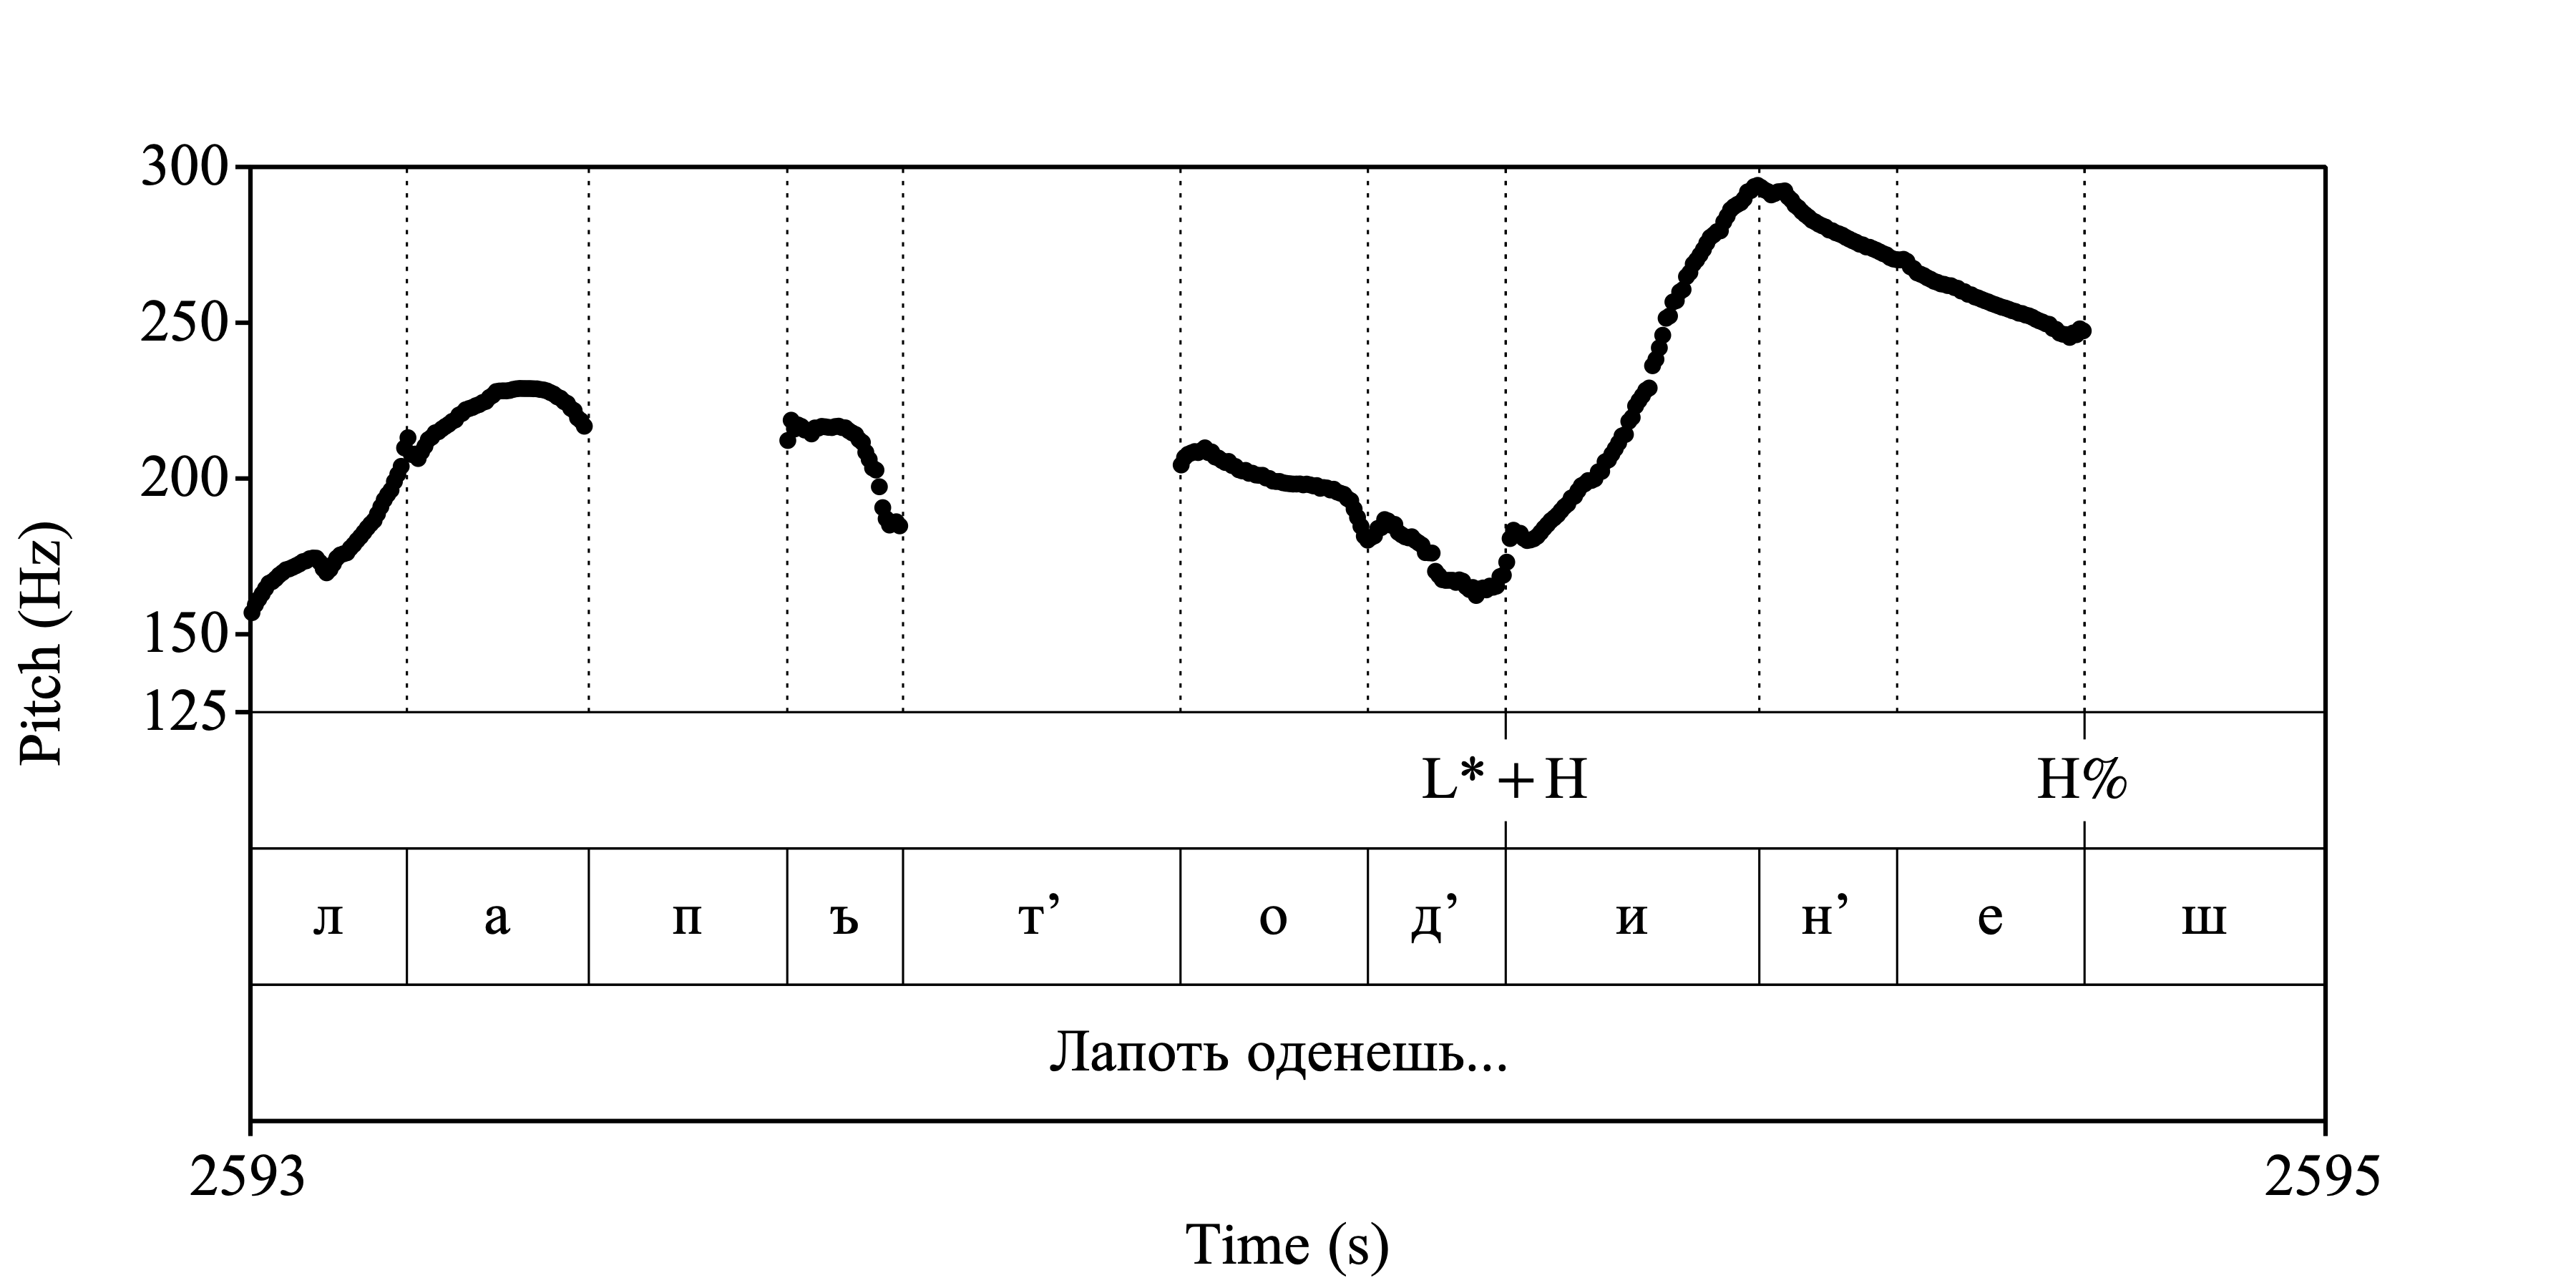 300
250
200
150
125
Pitch (Hz)
L* + H H%
л а п ъ т’ о д’ и н’ е ш
Лапоть оденешь...
2593 2595
Time (s)